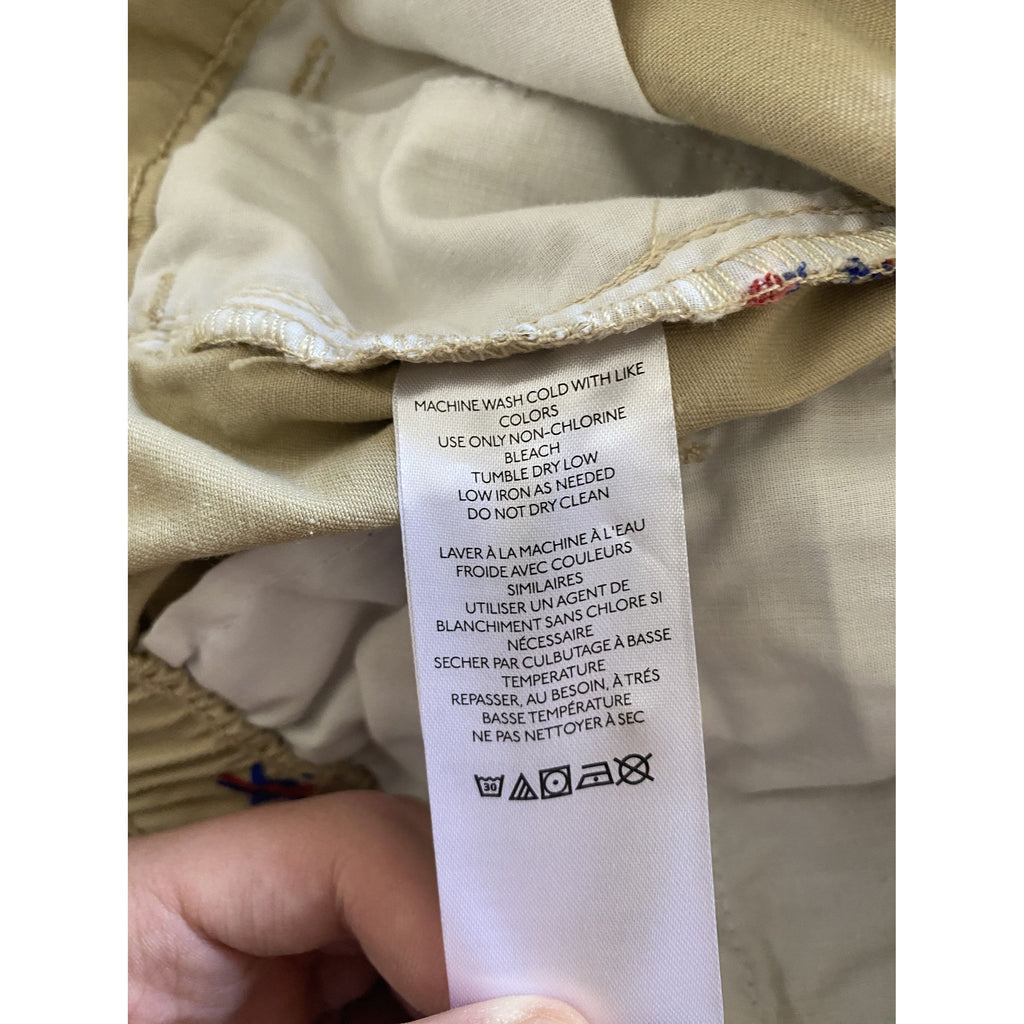 MACHINE WASH COLD WITH LIKE
COLORS
USE ONLY NON-CHLORINE
BLEACH
TUMBLE DRY LOW
LOW IRON AS NEEDED
DO NOT DRY CLEAN
LAVER À LA MACHINE À L'EAU
FROIDE AVEC COULEURS
SIMILAIRES
UTILISER UN AGENT DE
BLANCHIMENT SANS CHLORE SI
NÉCESSAIRE
SECHER PAR CULBUTAGE À BASSE
TEMPERATURE
REPASSER, AU BESOIN, À TRÉS
BASSE TEMPÉRATURE
NE PAS NETTOYER À SEC
30